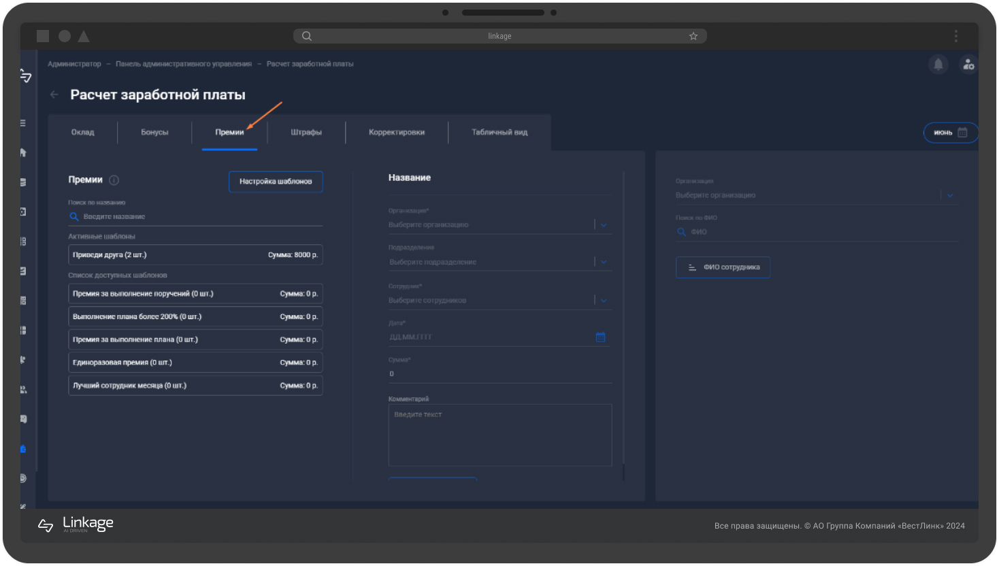 linkage
Администратор – Панель административного управления – Расчет заработной платы
Расчет заработной платы
Оклад
Бонусы
Премии
Штрафы
Корректировки
Табличный вид
июнь
Премии
Настройка шаблонов
Поиск по названию
Введите название
Активные шаблоны
Приведи друга (2 шт.) Сумма: 8000 р.
Список доступных шаблонов
Премия за выполнение поручений (0 шт.) Сумма: 0 р.
Выполнение плана более 200% (0 шт.) Сумма: 0 р.
Премия за выполнение плана (0 шт.) Сумма: 0 р.
Единоразовая премия (0 шт.) Сумма: 0 р.
Лучший сотрудник месяца (0 шт.) Сумма: 0 р.
Название
Организация*
Выберите организацию
Подразделение
Выберите подразделение
Сотрудник*
Выберите сотрудников
Дата*
ДД.ММ.ГГГГ
Сумма*
0
Комментарий
Введите текст
Организация
Выберите организацию
Поиск по ФИО
ФИО
ФИО сотрудника
Linkage
AI DRIVEN
Все права защищены. © АО Группа Компаний «ВестЛинк» 2024